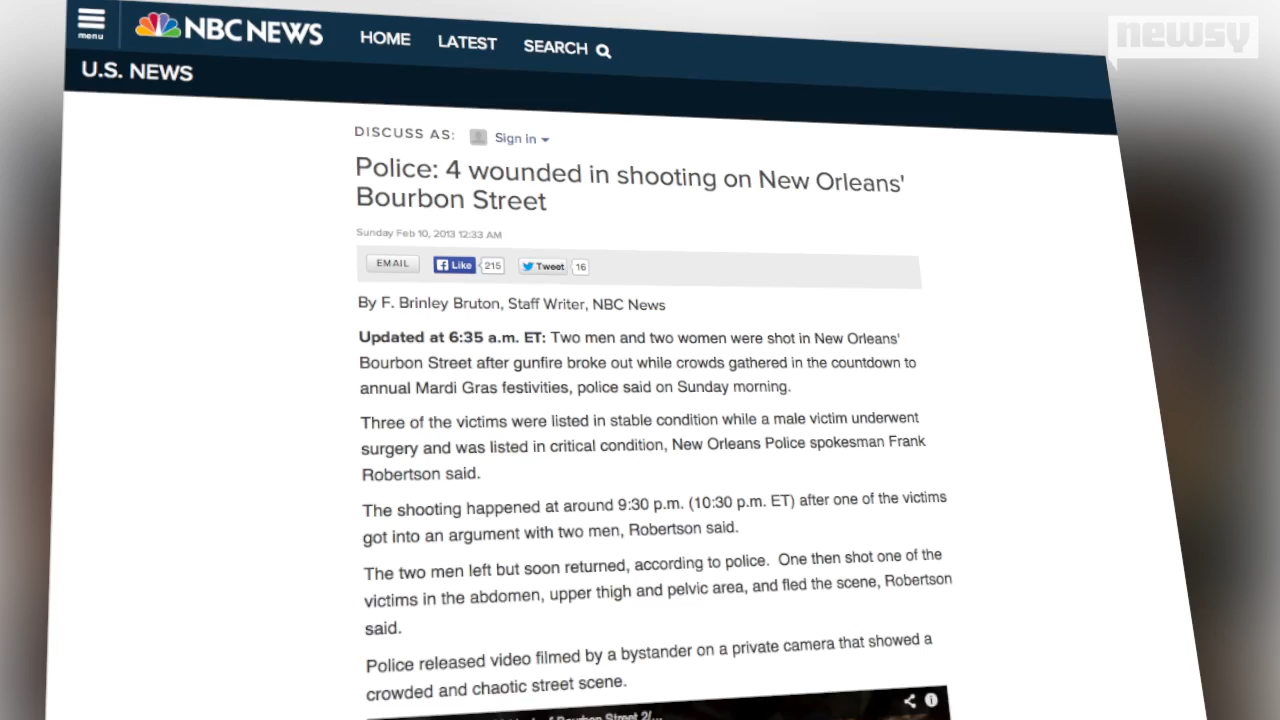 menu
NBC NEWS
HOME
LATEST
SEARCH
newsy
U.S. NEWS
DISCUSS AS: Sign in
Police: 4 wounded in shooting on New Orleans'
Bourbon Street
Sunday Feb 10, 2013 12:33 AM
EMAIL Like 215 Tweet 16
By F. Brinley Bruton, Staff Writer, NBC News
Updated at 6:35 a.m. ET: Two men and two women were shot in New Orleans'
Bourbon Street after gunfire broke out while crowds gathered in the countdown to
annual Mardi Gras festivities, police said on Sunday morning.
Three of the victims were listed in stable condition while a male victim underwent
surgery and was listed in critical condition, New Orleans Police spokesman Frank
Robertson said.
The shooting happened at around 9:30 p.m. (10:30 p.m. ET) after one of the victims
got into an argument with two men, Robertson said.
The two men left but soon returned, according to police. One then shot one of the
victims in the abdomen, upper thigh and pelvic area, and fled the scene, Robertson
said.
Police released video filmed by a bystander on a private camera that showed a
crowded and chaotic street scene.
of Bourbon Street 2/...